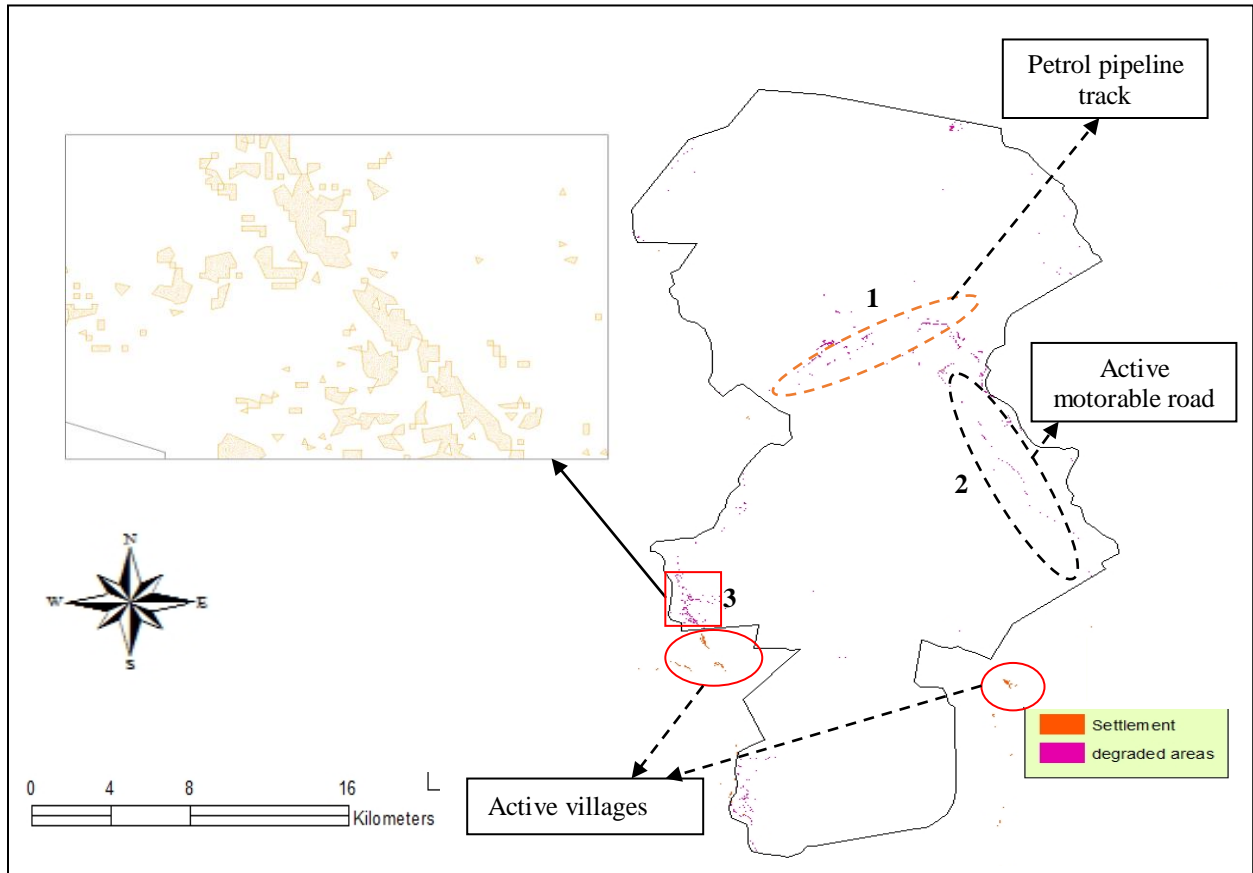 Petrol pipeline
track
1
Active
motorable road
2
N
W
E
S
3
Settlement
degraded areas
0 4 8 16
Kilometers
Active villages